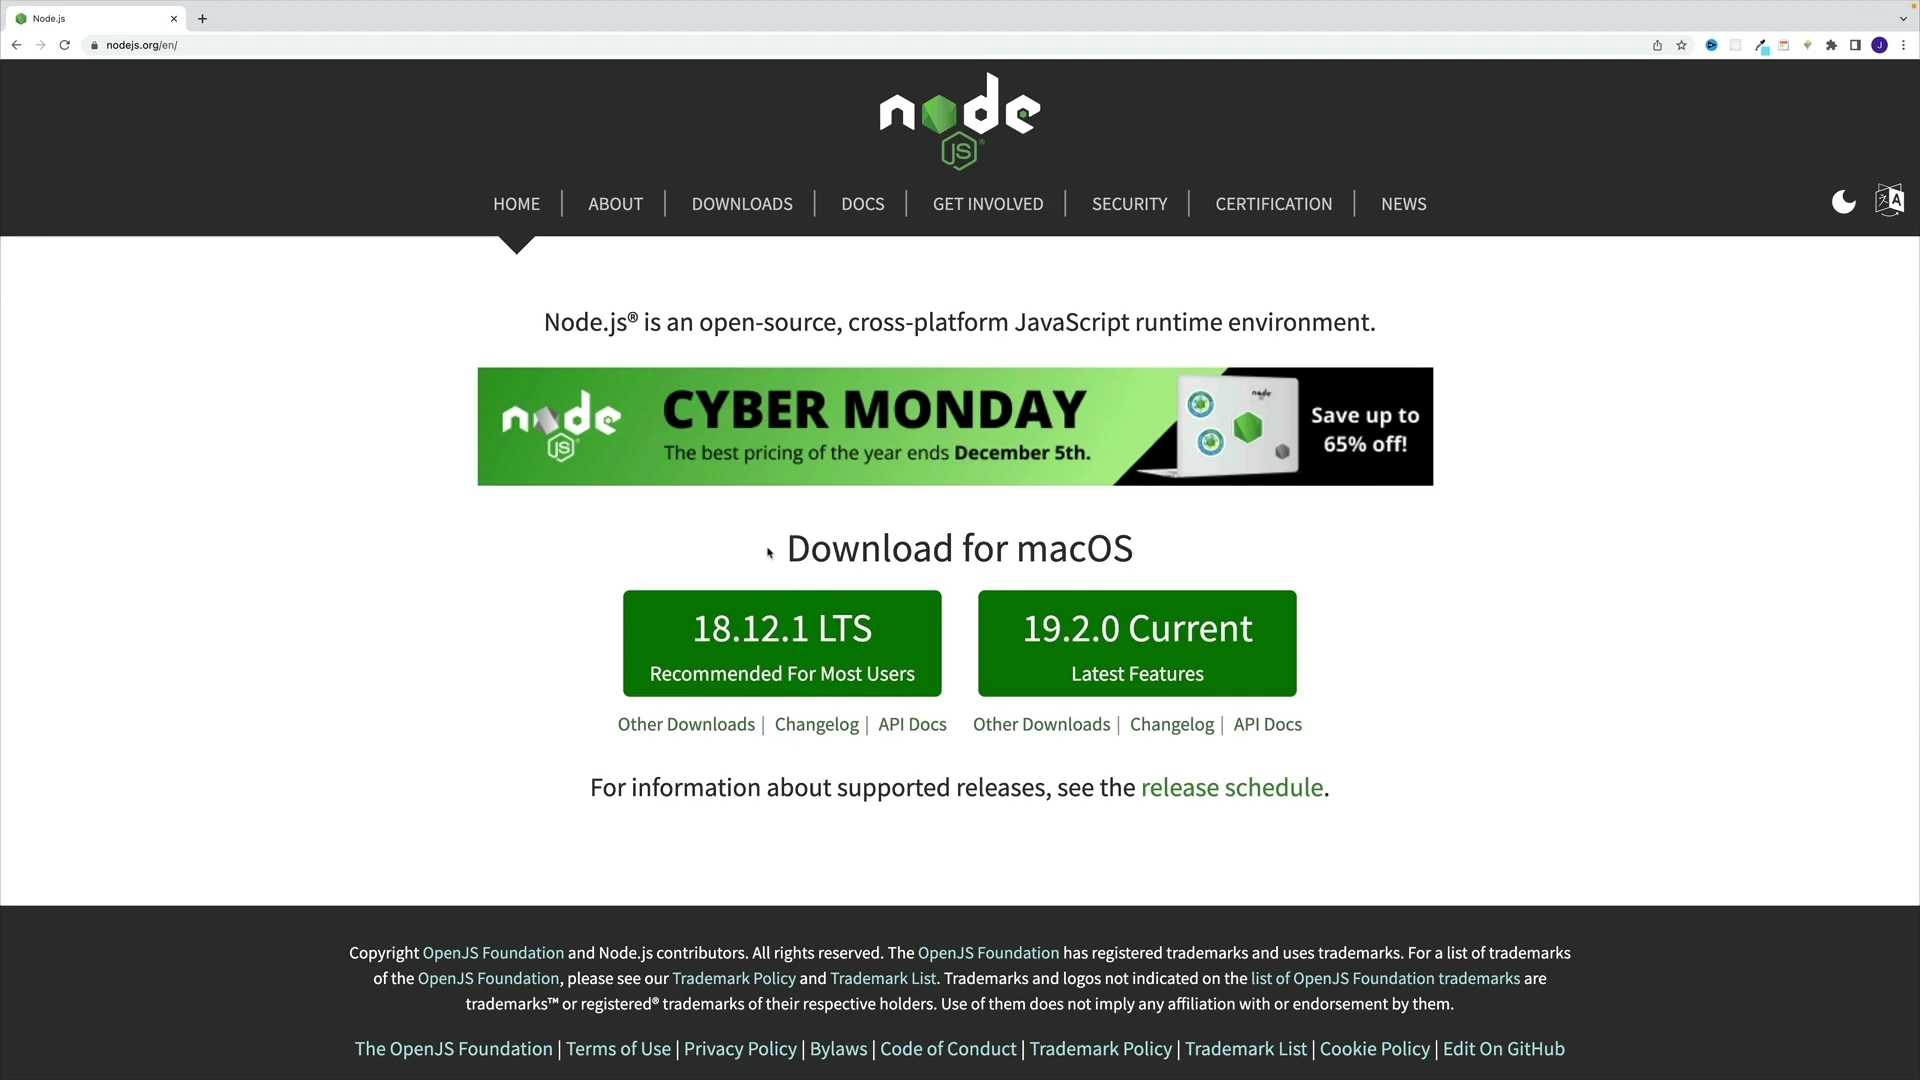 Node.js
nodejs.org/en/
J
node
JS
HOME
ABOUT
DOWNLOADS
DOCS
GET INVOLVED
SECURITY
CERTIFICATION
NEWS
Node.js® is an open-source, cross-platform JavaScript runtime environment.
node
JS
CYBER MONDAY
The best pricing of the year ends December 5th.
node
Save up to
65% off!
Download for macOS
18.12.1 LTS
Recommended For Most Users
19.2.0 Current
Latest Features
Other Downloads | Changelog | API Docs
Other Downloads | Changelog | API Docs
For information about supported releases, see the release schedule.
Copyright OpenJS Foundation and Node.js contributors. All rights reserved. The OpenJS Foundation has registered trademarks and uses trademarks. For a list of trademarks
of the OpenJS Foundation, please see our Trademark Policy and Trademark List. Trademarks and logos not indicated on the list of OpenJS Foundation trademarks are
trademarks™ or registered® trademarks of their respective holders. Use of them does not imply any affiliation with or endorsement by them.
The OpenJS Foundation | Terms of Use | Privacy Policy | Bylaws | Code of Conduct | Trademark Policy | Trademark List | Cookie Policy | Edit On GitHub